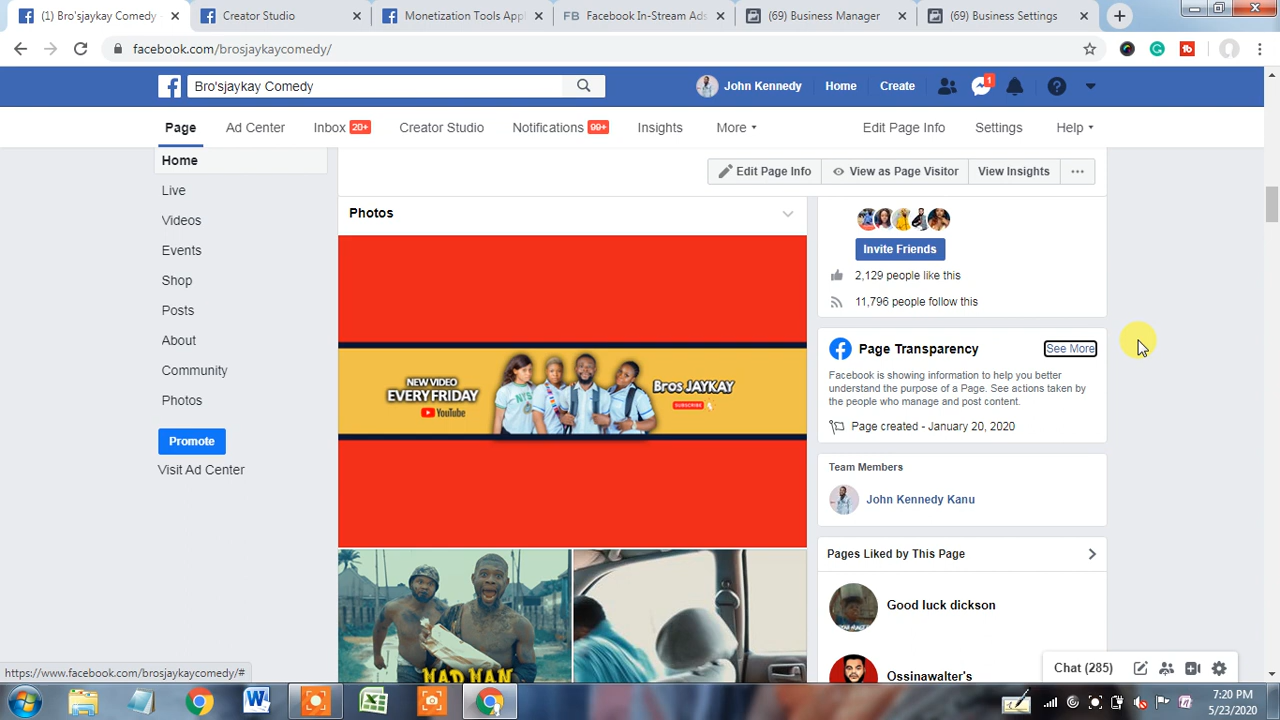 (1) Bro'sjaykay Comedy
Creator Studio
Monetization Tools Appl
FB Facebook In-Stream Ads
(69) Business Manager
(69) Business Settings
facebook.com/brosjaykaycomedy/
Bro'sjaykay Comedy
John Kennedy
Home
Create
1
Page
Ad Center
Inbox 20+
Creator Studio
Notifications 99+
Insights
More
Edit Page Info
Settings
Help
Edit Page Info
View as Page Visitor
View Insights
Home
Live
Videos
Events
Shop
Posts
About
Community
Photos
Promote
Visit Ad Center
Photos
NEW VIDEO
EVERY FRIDAY
YouTube
Bros JAYKAY
SUBSCRIBE
MAD MAN
Invite Friends
2,129 people like this
11,796 people follow this
Page Transparency
See More
Facebook is showing information to help you better
understand the purpose of a Page. See actions taken by
the people who manage and post content.
Page created - January 20, 2020
Team Members
John Kennedy Kanu
Pages Liked by This Page
Good luck dickson
Ossinawalter's
Chat (285)
https://www.facebook.com/brosjaykaycomedy/#
7:20 PM
5/23/2020